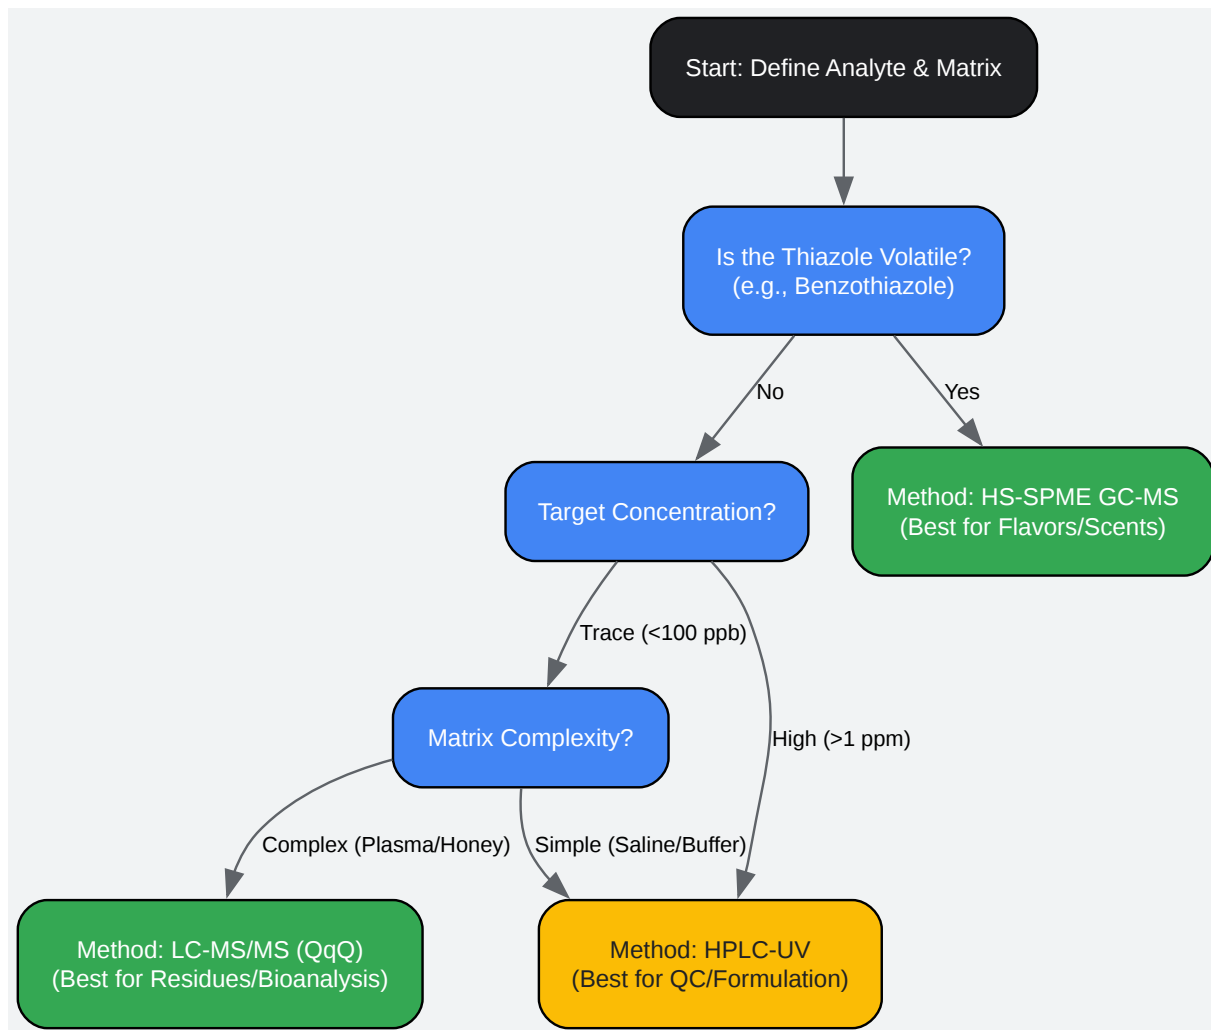 Start: Define Analyte & Matrix
Is the Thiazole Volatile?
(e.g., Benzothiazole)
No
Yes
Method: HS-SPME GC-MS
(Best for Flavors/Scents)
Target Concentration?
Trace (<100 ppb)
High (>1 ppm)
Matrix Complexity?
Complex (Plasma/Honey)
Simple (Saline/Buffer)
Method: LC-MS/MS (QqQ)
(Best for Residues/Bioanalysis)
Method: HPLC-UV
(Best for QC/Formulation)